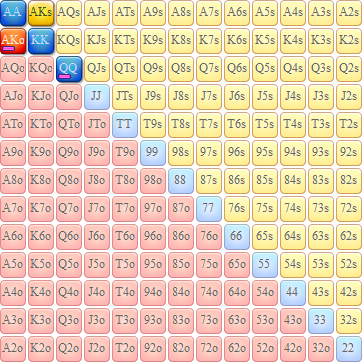 AA AKs AQs AJs ATs A9s A8s A7s A6s A5s A4s A3s A2s
AKo KK KQs KJs KTs K9s K8s K7s K6s K5s K4s K3s K2s
AQo KQo QQ QJs QTs Q9s Q8s Q7s Q6s Q5s Q4s Q3s Q2s
AJo KJo QJo JJ JTs J9s J8s J7s J6s J5s J4s J3s J2s
ATo KTo QTo JTo TT T9s T8s T7s T6s T5s T4s T3s T2s
A9o K9o Q9o J9o T9o 99 98s 97s 96s 95s 94s 93s 92s
A8o K8o Q8o J8o T8o 98o 88 87s 86s 85s 84s 83s 82s
A7o K7o Q7o J7o T7o 97o 87o 77 76s 75s 74s 73s 72s
A6o K6o Q6o J6o T6o 96o 86o 76o 66 65s 64s 63s 62s
A5o K5o Q5o J5o T5o 95o 85o 75o 65o 55 54s 53s 52s
A4o K4o Q4o J4o T4o 94o 84o 74o 64o 54o 44 43s 42s
A3o K3o Q3o J3o T3o 93o 83o 73o 63o 53o 43o 33 32s
A2o K2o Q2o J2o T2o 92o 82o 72o 62o 52o 42o 32o 22